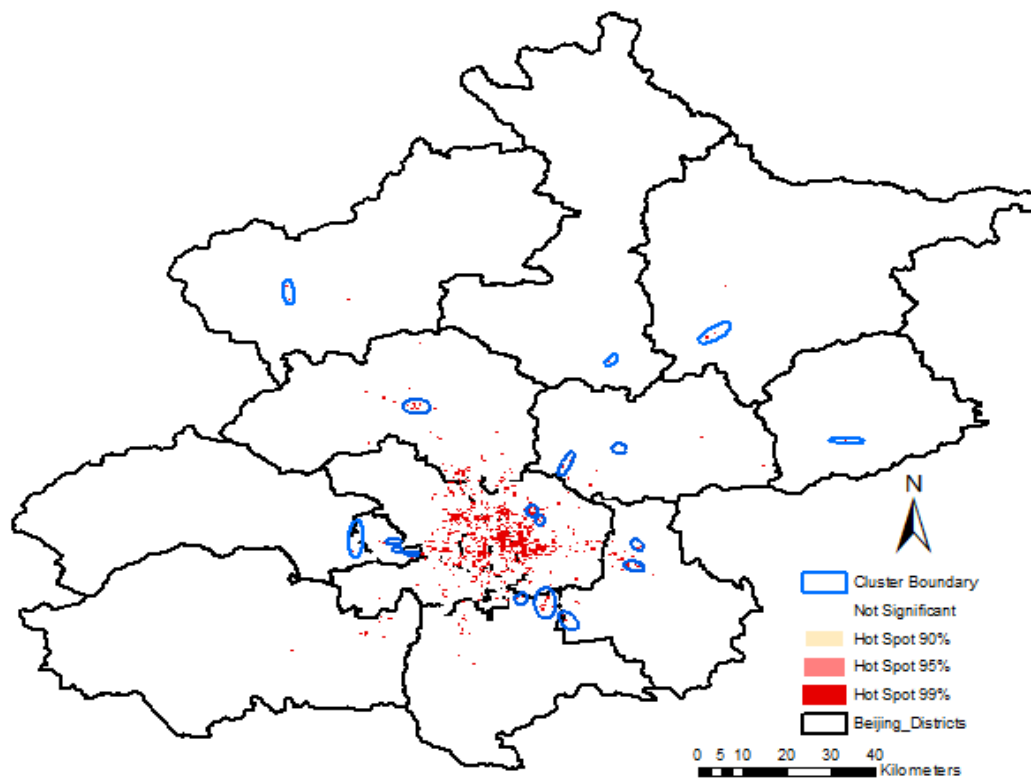 N
Cluster Boundary
Not Significant
Hot Spot 90%
Hot Spot 95%
Hot Spot 99%
Beijing_Districts
0 5 10 20 30 40
Kilometers